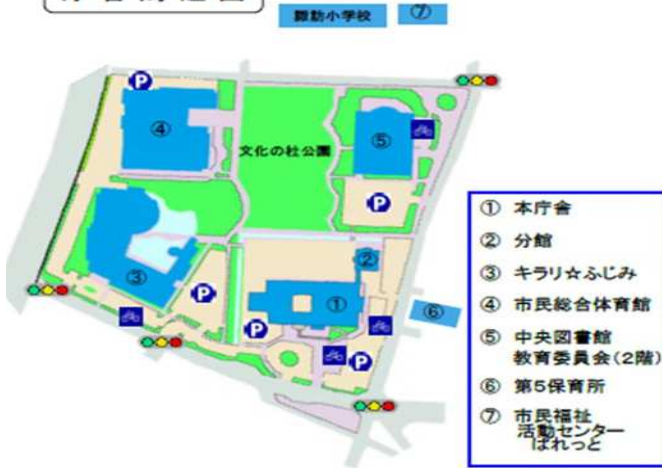 諏訪小学校 ⑦
P
④
⑤
文化の杜公園
P
②
③
P
①
⑥
P
P
① 本庁舎
② 分館
③ キラリ☆ふじみ
④ 市民総合体育館
⑤ 中央図書館
教育委員会(2階)
⑥ 第5保育所
⑦ 市民福祉
活動センター
ぱれっと